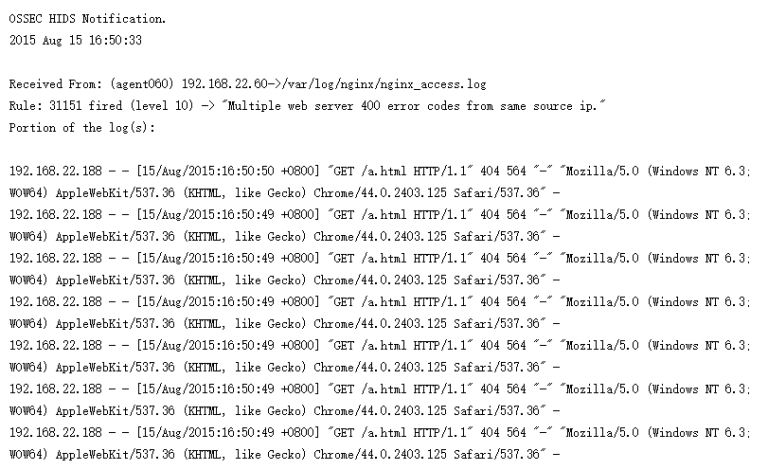 OSSEC HIDS Notification.
2015 Aug 15 16:50:33
Received From: (agent060) 192.168.22.60->/var/log/nginx/nginx_access.log
Rule: 31151 fired (level 10) -> "Multiple web server 400 error codes from same source ip."
Portion of the log(s):
192.168.22.188 - - [15/Aug/2015:16:50:50 +0800] "GET /a.html HTTP/1.1" 404 564 "-" "Mozilla/5.0 (Windows NT 6.3;
WOW64) AppleWebKit/537.36 (KHTML, like Gecko) Chrome/44.0.2403.125 Safari/537.36" -
192.168.22.188 - - [15/Aug/2015:16:50:49 +0800] "GET /a.html HTTP/1.1" 404 564 "-" "Mozilla/5.0 (Windows NT 6.3;
WOW64) AppleWebKit/537.36 (KHTML, like Gecko) Chrome/44.0.2403.125 Safari/537.36" -
192.168.22.188 - - [15/Aug/2015:16:50:49 +0800] "GET /a.html HTTP/1.1" 404 564 "-" "Mozilla/5.0 (Windows NT 6.3;
WOW64) AppleWebKit/537.36 (KHTML, like Gecko) Chrome/44.0.2403.125 Safari/537.36" -
192.168.22.188 - - [15/Aug/2015:16:50:49 +0800] "GET /a.html HTTP/1.1" 404 564 "-" "Mozilla/5.0 (Windows NT 6.3;
WOW64) AppleWebKit/537.36 (KHTML, like Gecko) Chrome/44.0.2403.125 Safari/537.36" -
192.168.22.188 - - [15/Aug/2015:16:50:49 +0800] "GET /a.html HTTP/1.1" 404 564 "-" "Mozilla/5.0 (Windows NT 6.3;
WOW64) AppleWebKit/537.36 (KHTML, like Gecko) Chrome/44.0.2403.125 Safari/537.36" -
192.168.22.188 - - [15/Aug/2015:16:50:49 +0800] "GET /a.html HTTP/1.1" 404 564 "-" "Mozilla/5.0 (Windows NT 6.3;
WOW64) AppleWebKit/537.36 (KHTML, like Gecko) Chrome/44.0.2403.125 Safari/537.36" -
192.168.22.188 - - [15/Aug/2015:16:50:49 +0800] "GET /a.html HTTP/1.1" 404 564 "-" "Mozilla/5.0 (Windows NT 6.3;
WOW64) AppleWebKit/537.36 (KHTML, like Gecko) Chrome/44.0.2403.125 Safari/537.36" -